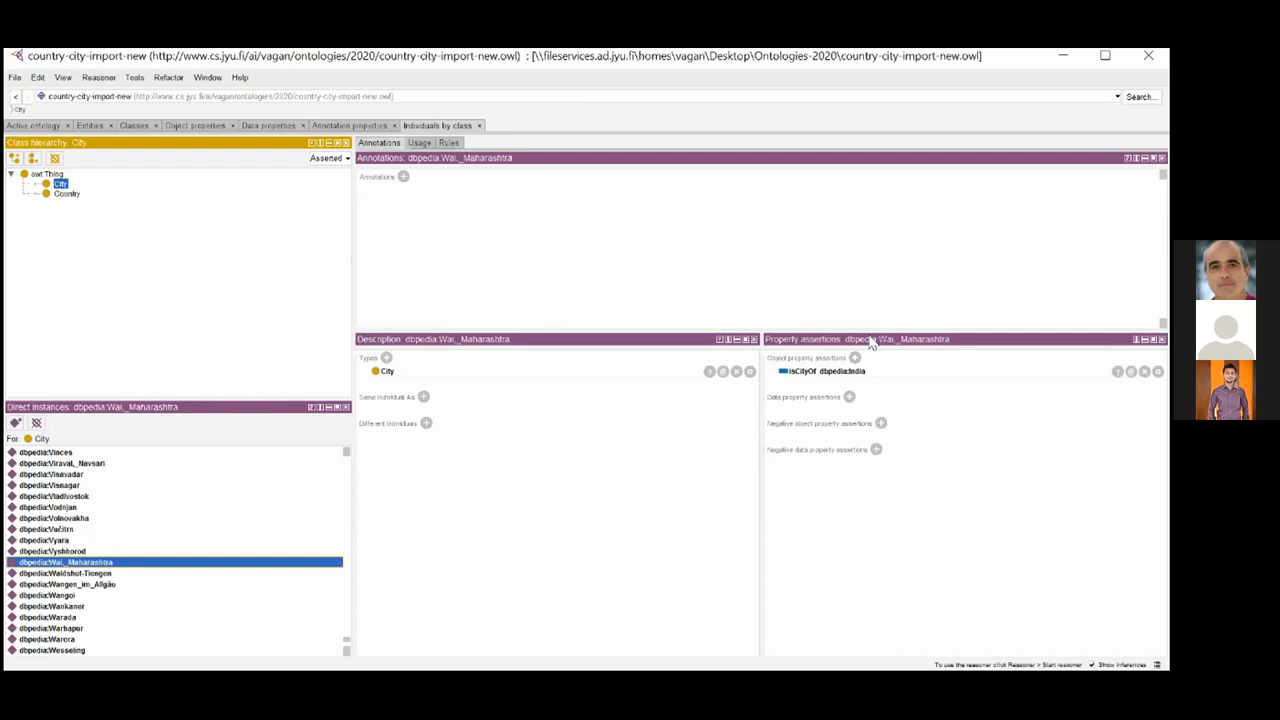 country-city-import-new (http://www.cs.jyu.fi/ai/vagan/ontologies/2020/country-city-import-new.owl) : [\\fileservices.ad.jyu.fi\homes\vagan\Desktop\Ontologies-2020\country-city-import-new.owl]
File Edit View Reasoner Tools Refactor Window Help
< > country-city-import-new (http://www.cs.jyu.fi/ai/vagan/ontologies/2020/country-city-import-new.owl) Search...
City
Active ontology × Entities × Classes × Object properties × Data properties × Annotation properties × Individuals by class ×
Class hierarchy: City
Asserted
owl:Thing
City
Country
Annotations Usage Rules
Annotations: dbpedia:Wai,_Maharashtra
Annotations
Description: dbpedia:Wai,_Maharashtra
Types
City
Same Individual As
Different Individuals
Property assertions: dbpedia:Wai,_Maharashtra
Object property assertions
isCityOf dbpedia:India
Data property assertions
Negative object property assertions
Negative data property assertions
Direct instances: dbpedia:Wai,_Maharashtra
For: City
dbpedia:Vinces
dbpedia:Viraval,_Navsari
dbpedia:Visavadar
dbpedia:Visnagar
dbpedia:Vladivostok
dbpedia:Vodnjan
dbpedia:Volnovakha
dbpedia:Vučitrn
dbpedia:Vyara
dbpedia:Vyshhorod
dbpedia:Wai,_Maharashtra
dbpedia:Waldshut-Tiengen
dbpedia:Wangen_im_Allgäu
dbpedia:Wangoi
dbpedia:Wankaner
dbpedia:Warada
dbpedia:Warhapur
dbpedia:Warora
dbpedia:Wesseling
To use the reasoner click Reasoner > Start reasoner Show Inferences